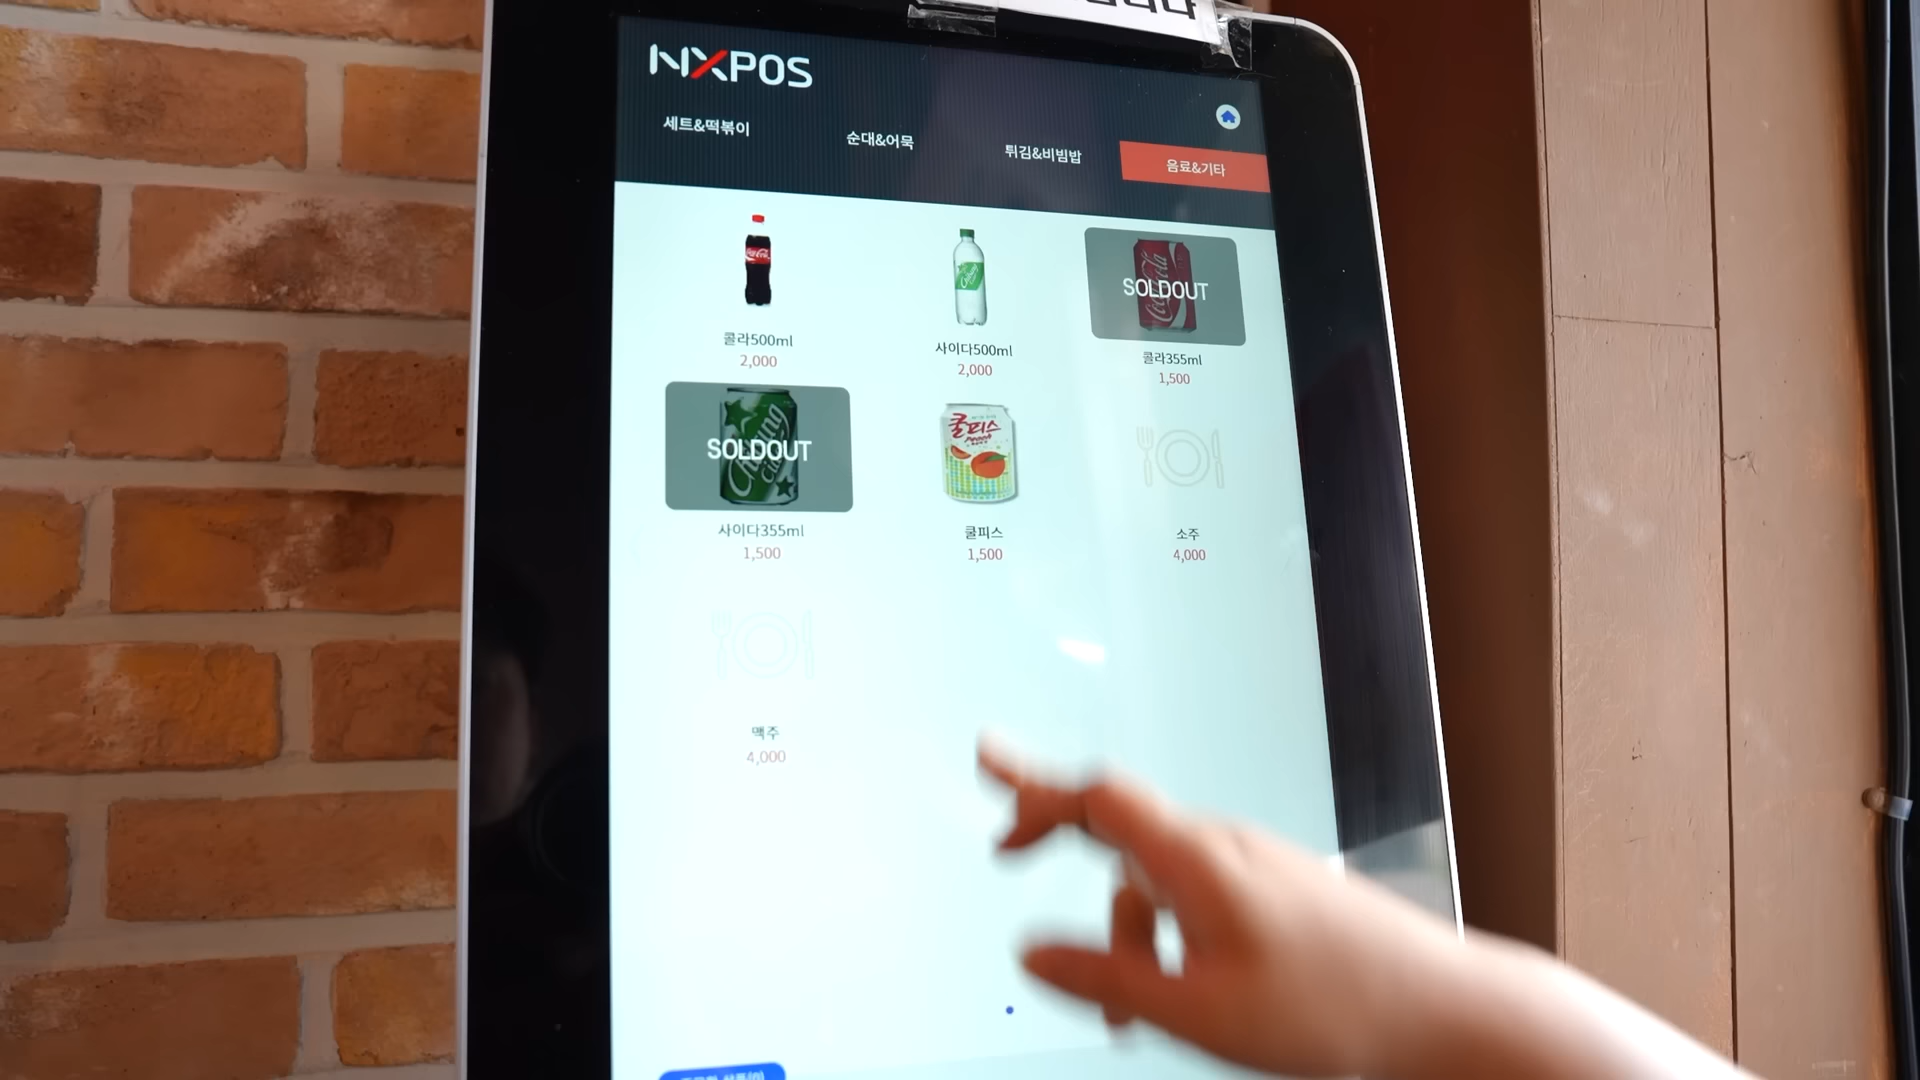 NXPOS
세트&떡볶이
순대&어묵
튀김&비빔밥
음료&기타
콜라500ml
2,000
사이다500ml
2,000
SOLDOUT
콜라355ml
1,500
SOLDOUT
사이다355ml
1,500
쿨피스
쿨피스
1,500
소주
4,000
맥주
4,000